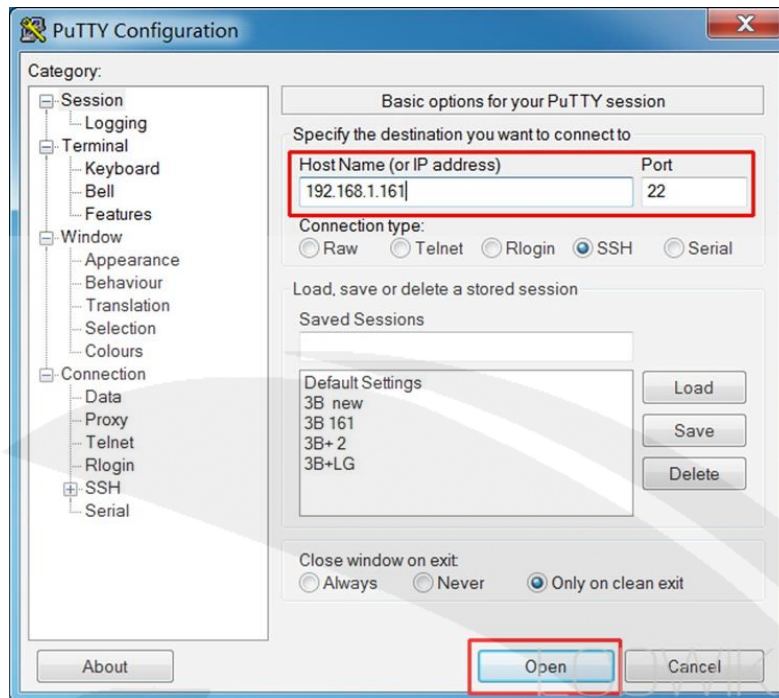 PuTTY Configuration
Category:
Session
Logging
Terminal
Keyboard
Bell
Features
Window
Appearance
Behaviour
Translation
Selection
Colours
Connection
Data
Proxy
Telnet
Rlogin
SSH
Serial
Basic options for your PuTTY session
Specify the destination you want to connect to
Host Name (or IP address) Port
192.168.1.161 22
Connection type:
Raw Telnet Rlogin SSH Serial
Load, save or delete a stored session
Saved Sessions
Default Settings
3B new
3B 161
3B+ 2
3B+LG
Load
Save
Delete
Close window on exit:
Always Never Only on clean exit
About Open Cancel